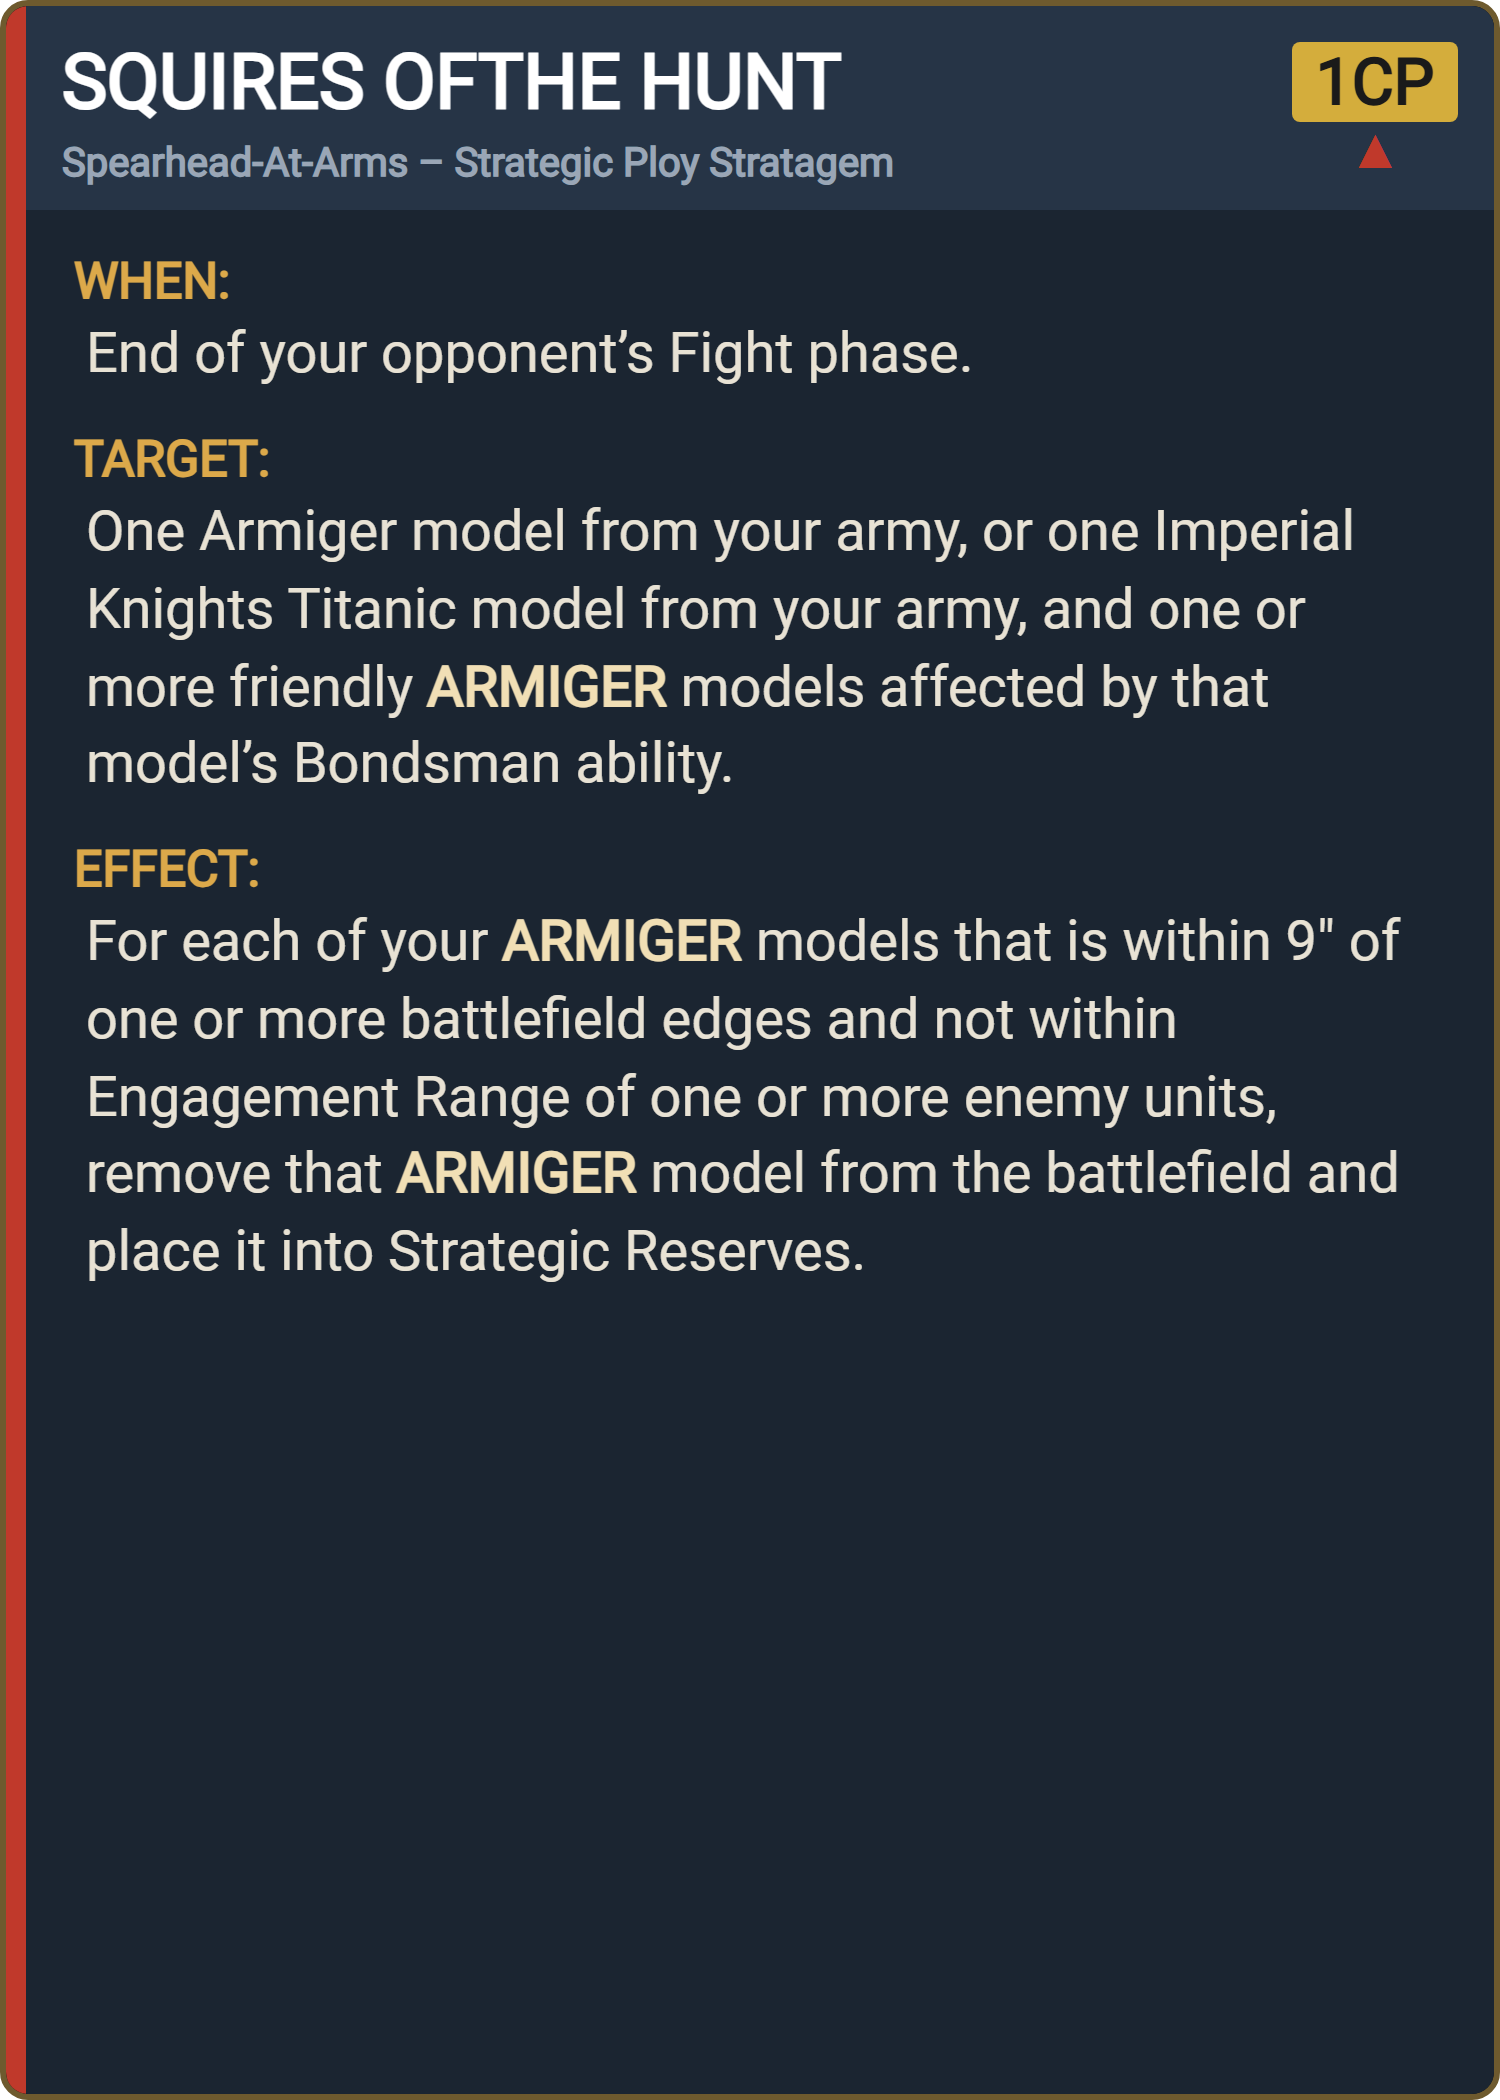 SQUIRES OFTHE HUNT
1CP
Spearhead-At-Arms – Strategic Ploy Stratagem
WHEN:
End of your opponent’s Fight phase.
TARGET:
One Armiger model from your army, or one Imperial
Knights Titanic model from your army, and one or
more friendly ARMIGER models affected by that
model’s Bondsman ability.
EFFECT:
For each of your ARMIGER models that is within 9" of
one or more battlefield edges and not within
Engagement Range of one or more enemy units,
remove that ARMIGER model from the battlefield and
place it into Strategic Reserves.